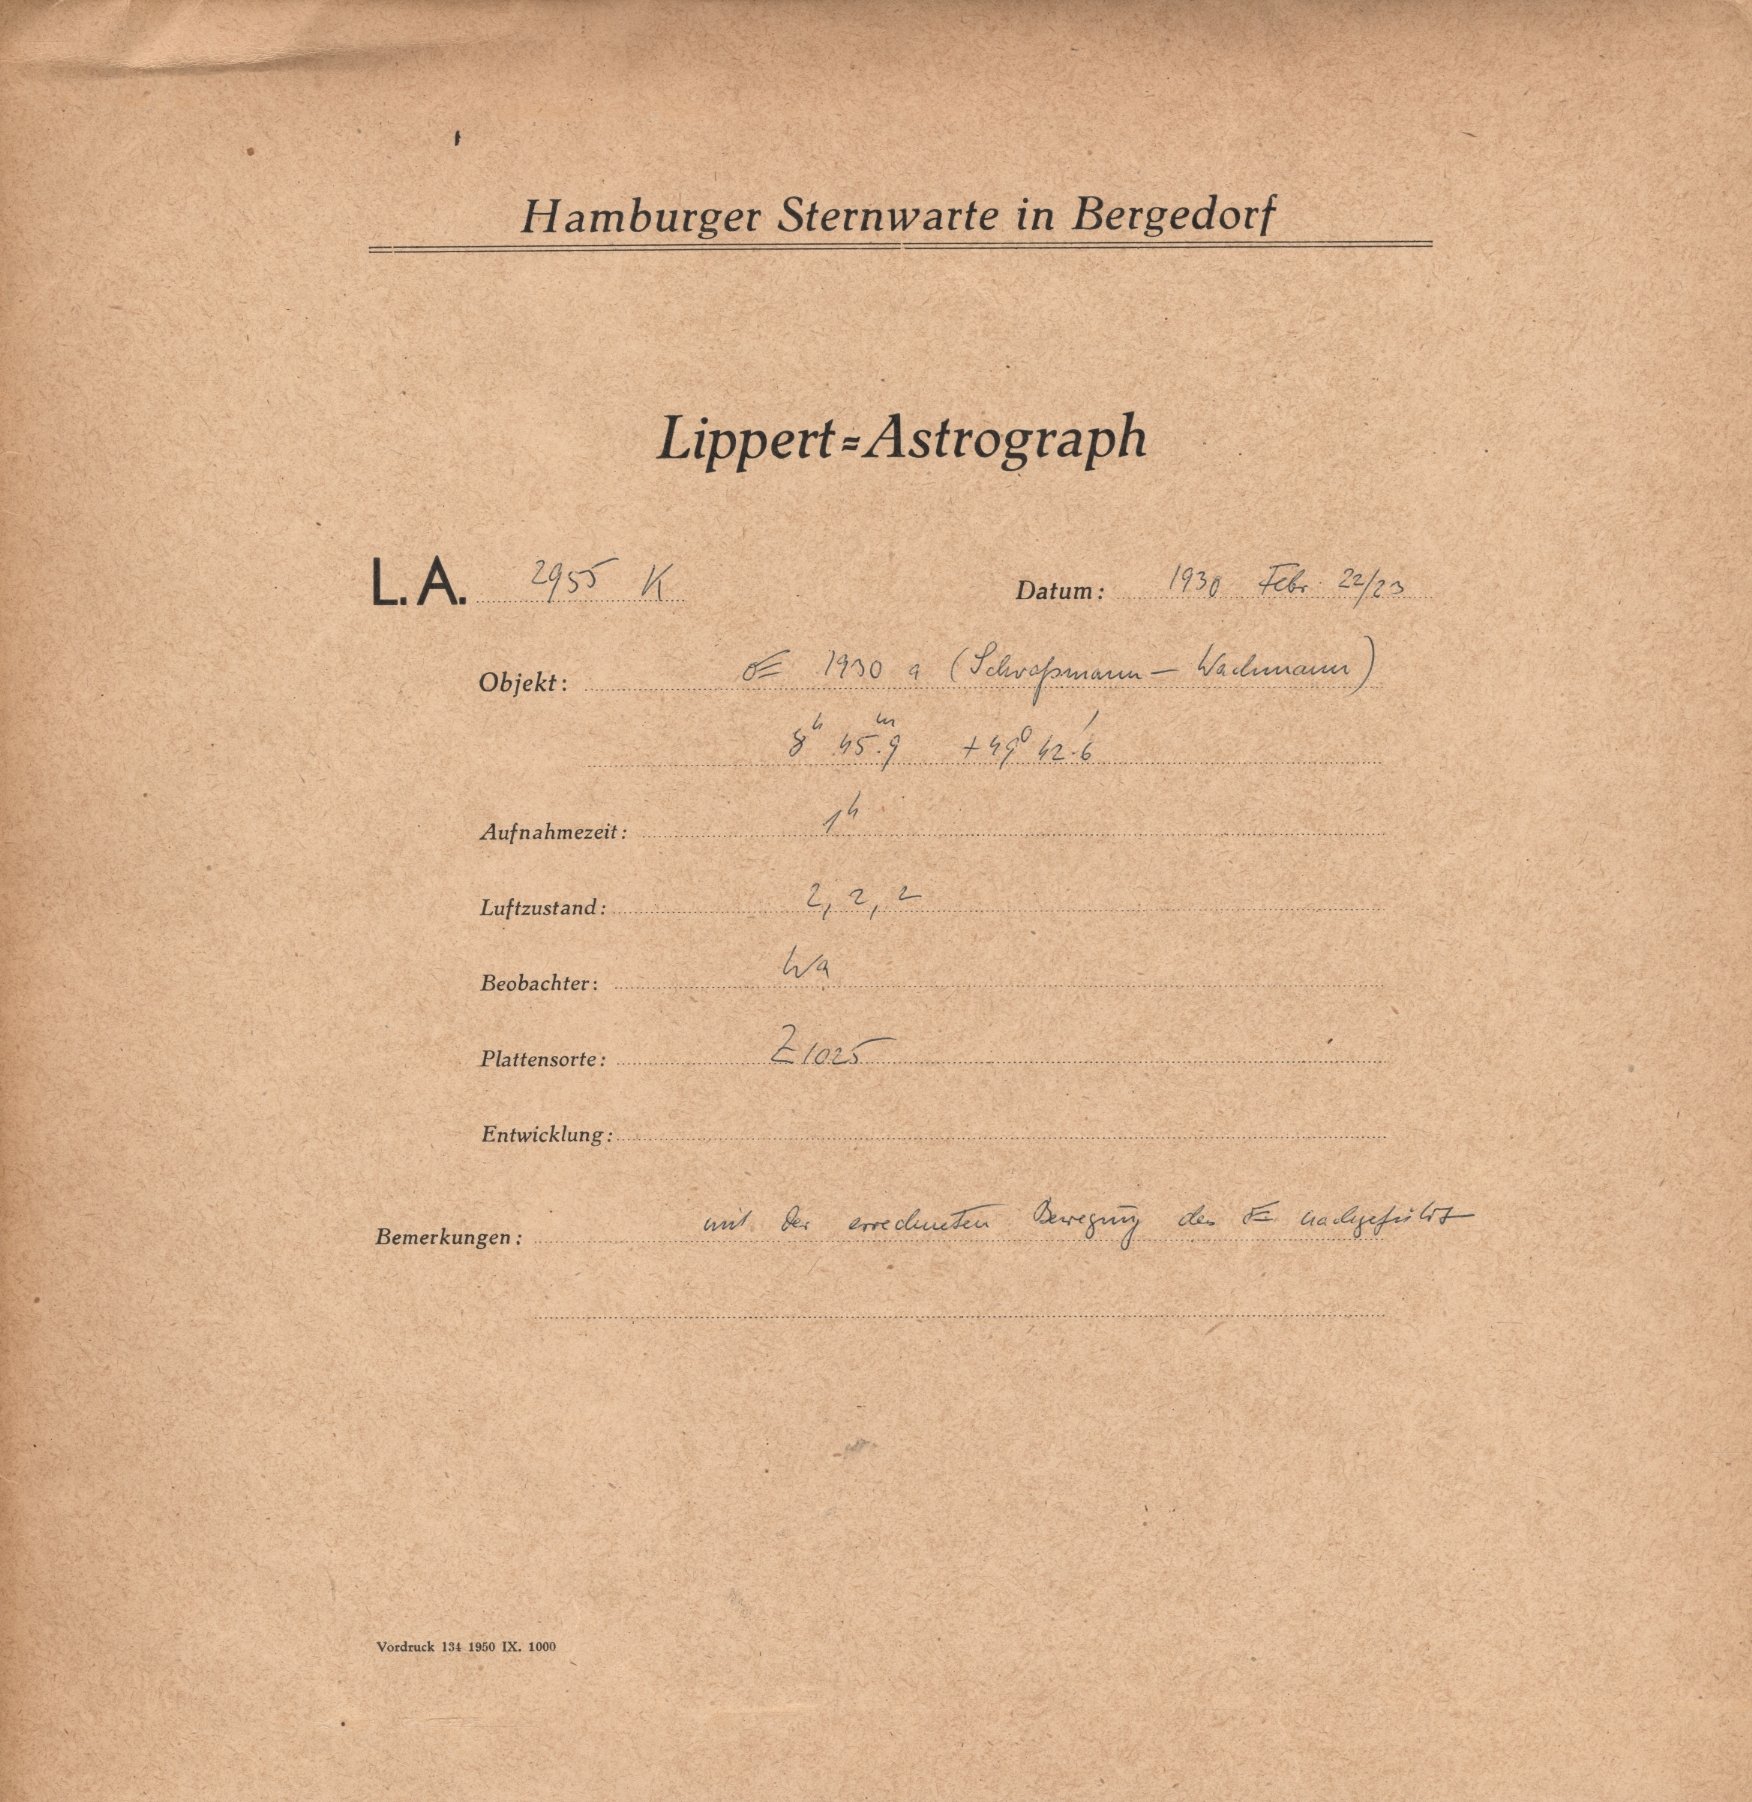 Hamburger Sternwarte in Bergedorf
Lippert=Astrograph
L.A. 2955 K Datum: 1930 Febr. 22/23
Objekt: ☄ 1930 a (Schwaßmann – Wachmann)
8ʰ 45.ᵐ9 +49° 42.'6
Aufnahmezeit: 1ʰ
Luftzustand: 2, 2, 2
Beobachter: Wa
Plattensorte: Z 1025
Entwicklung:
Bemerkungen: mit der errechneten Bewegung des ☄ nachgeführt
Vordruck 134 1950 IX. 1000